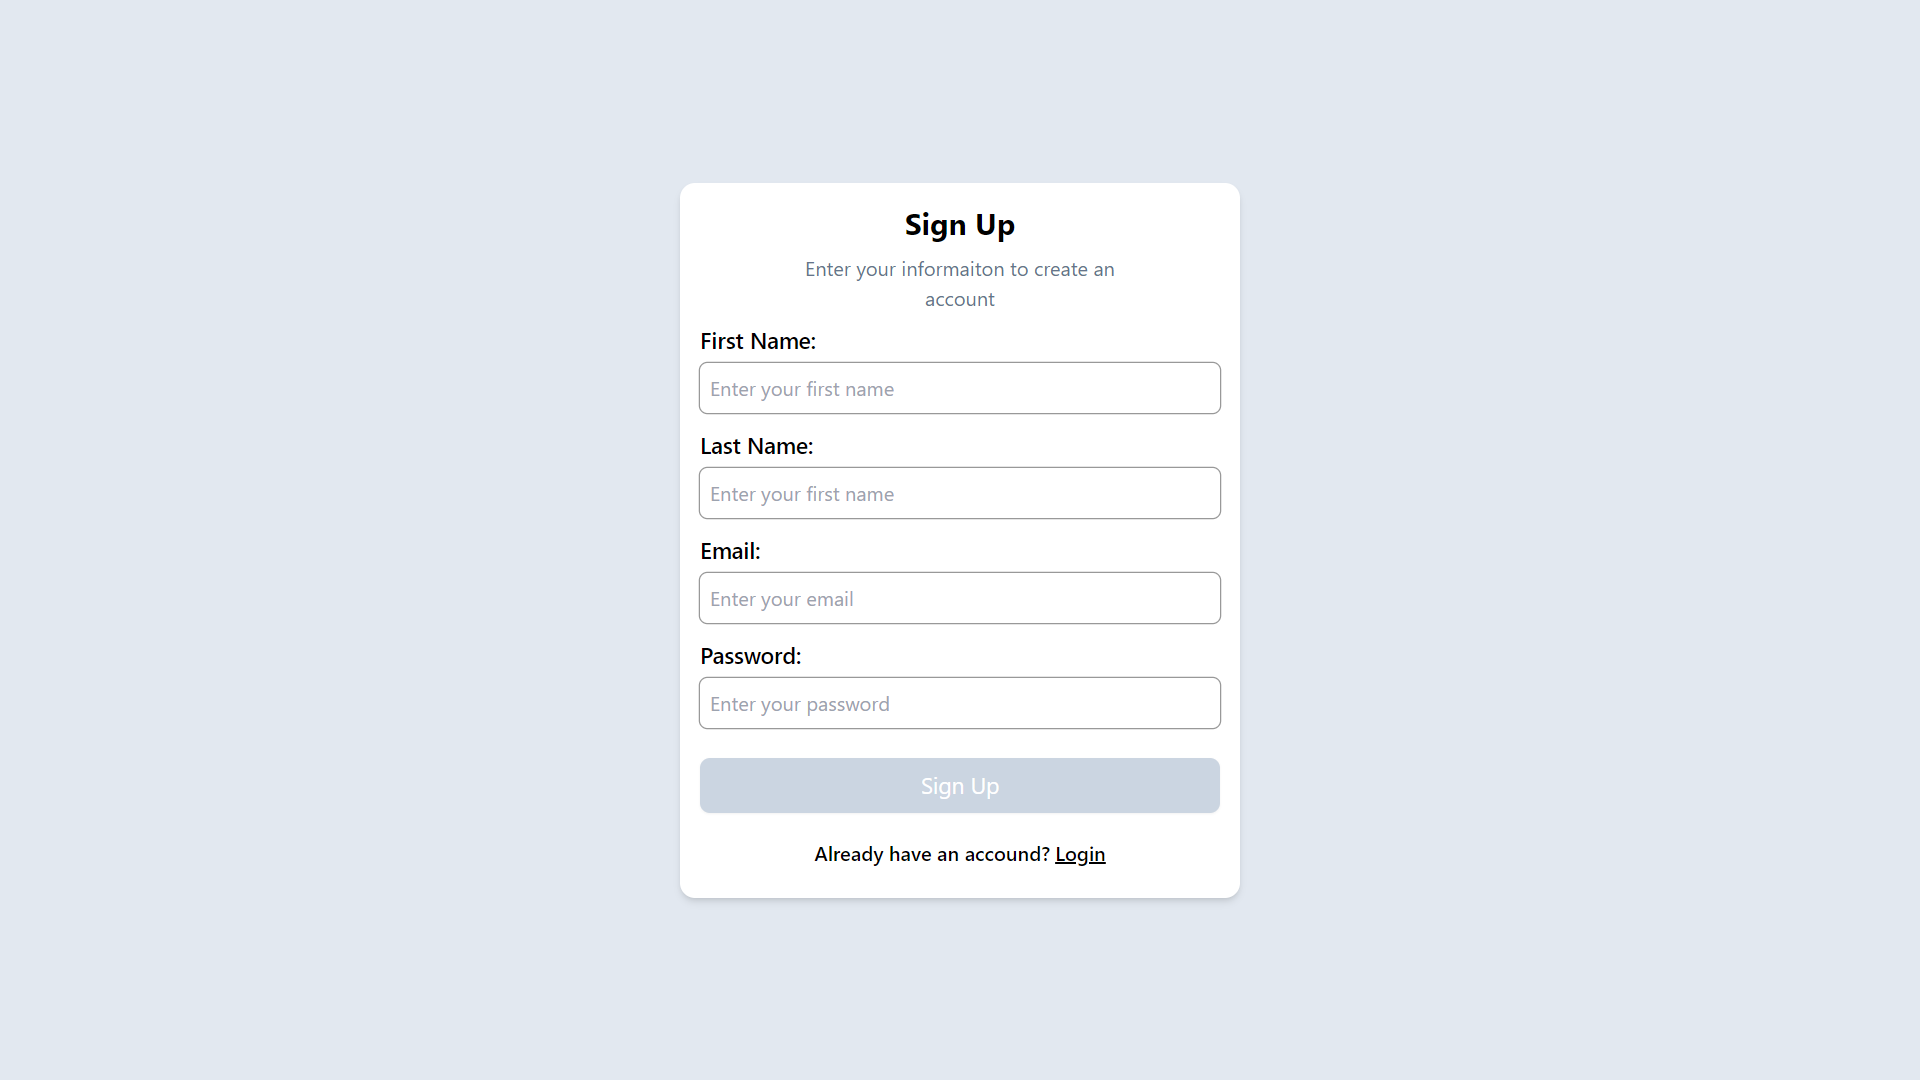 Sign Up
Enter your informaiton to create an
account
First Name:
Enter your first name
Last Name:
Enter your first name
Email:
Enter your email
Password:
Enter your password
Sign Up
Already have an accound? Login